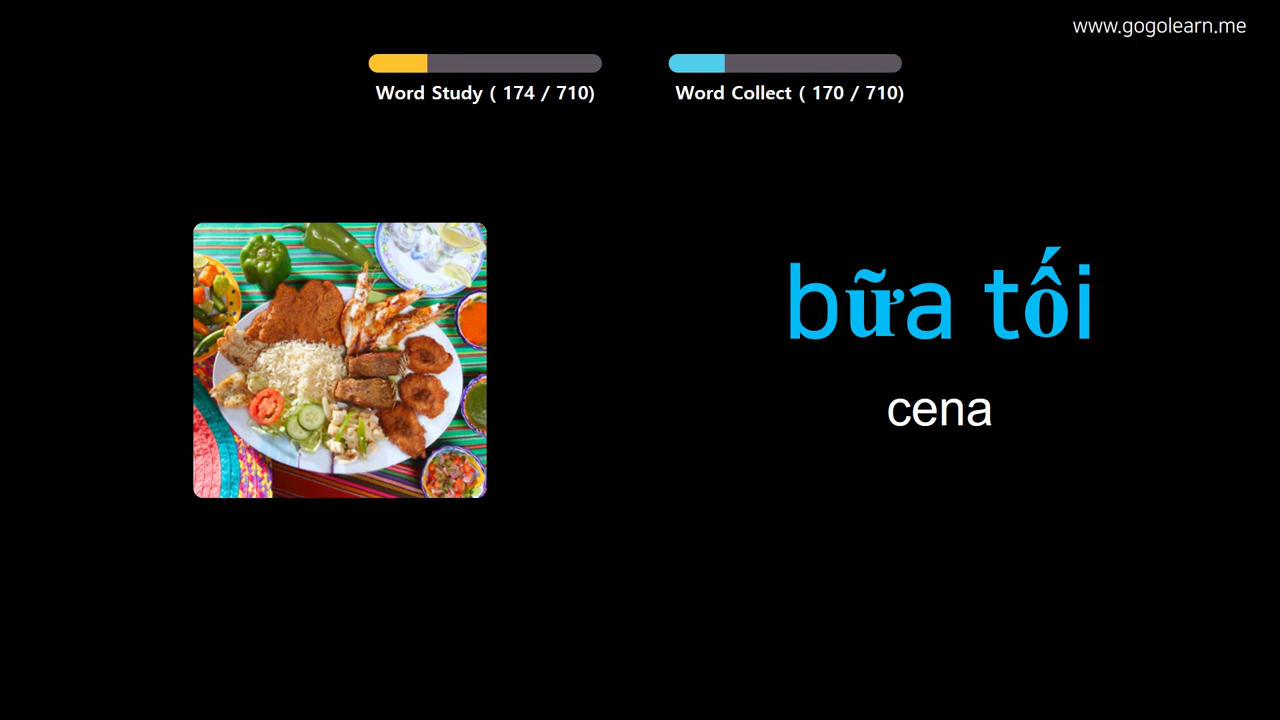 www.gogolearn.me
Word Study ( 174 / 710)
Word Collect ( 170 / 710)
bữa tối
cena